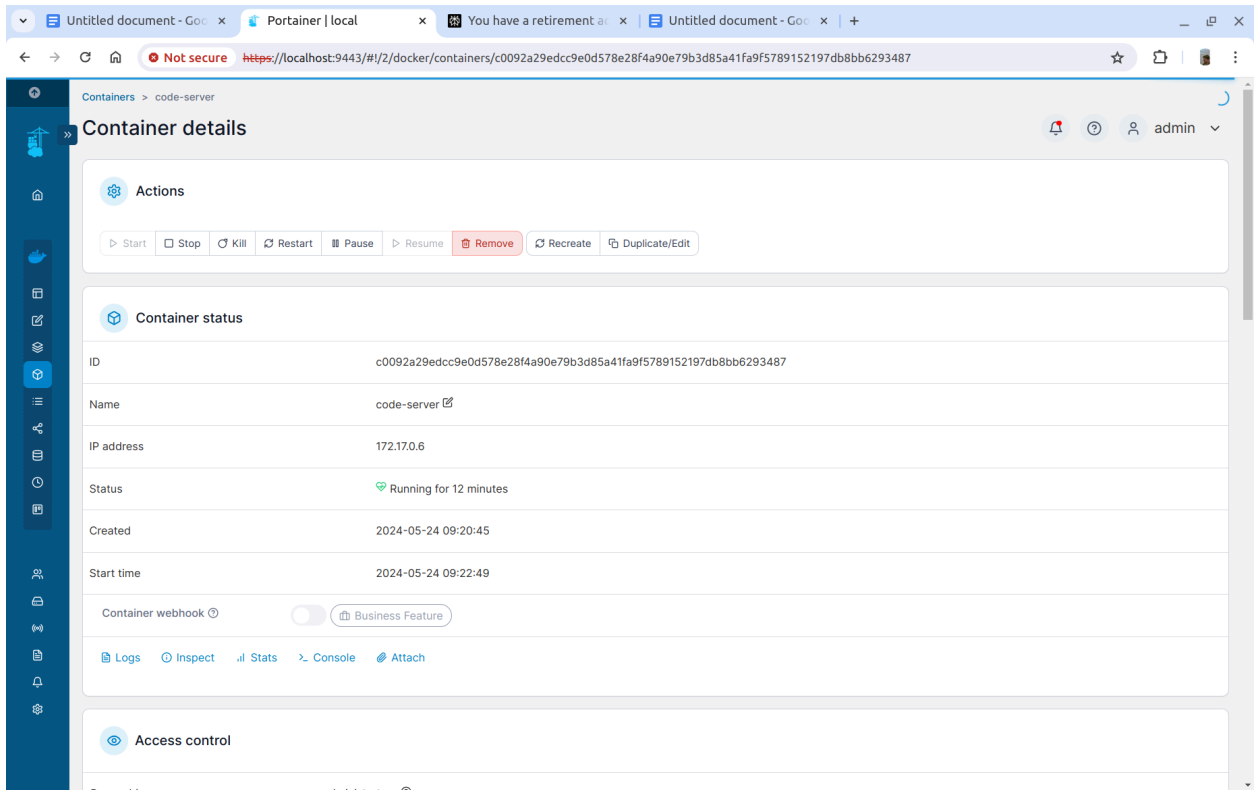 Untitled document - Goo
Portainer | local
You have a retirement ac
Untitled document - Goo
Not secure https://localhost:9443/#!/2/docker/containers/c0092a29edcc9e0d578e28f4a90e79b3d85a41fa9f5789152197db8bb6293487
Containers > code-server
Container details
admin
Actions
Start Stop Kill Restart Pause Resume Remove Recreate Duplicate/Edit
Container status
ID c0092a29edcc9e0d578e28f4a90e79b3d85a41fa9f5789152197db8bb6293487
Name code-server
IP address 172.17.0.6
Status Running for 12 minutes
Created 2024-05-24 09:20:45
Start time 2024-05-24 09:22:49
Container webhook Business Feature
Logs Inspect Stats Console Attach
Access control